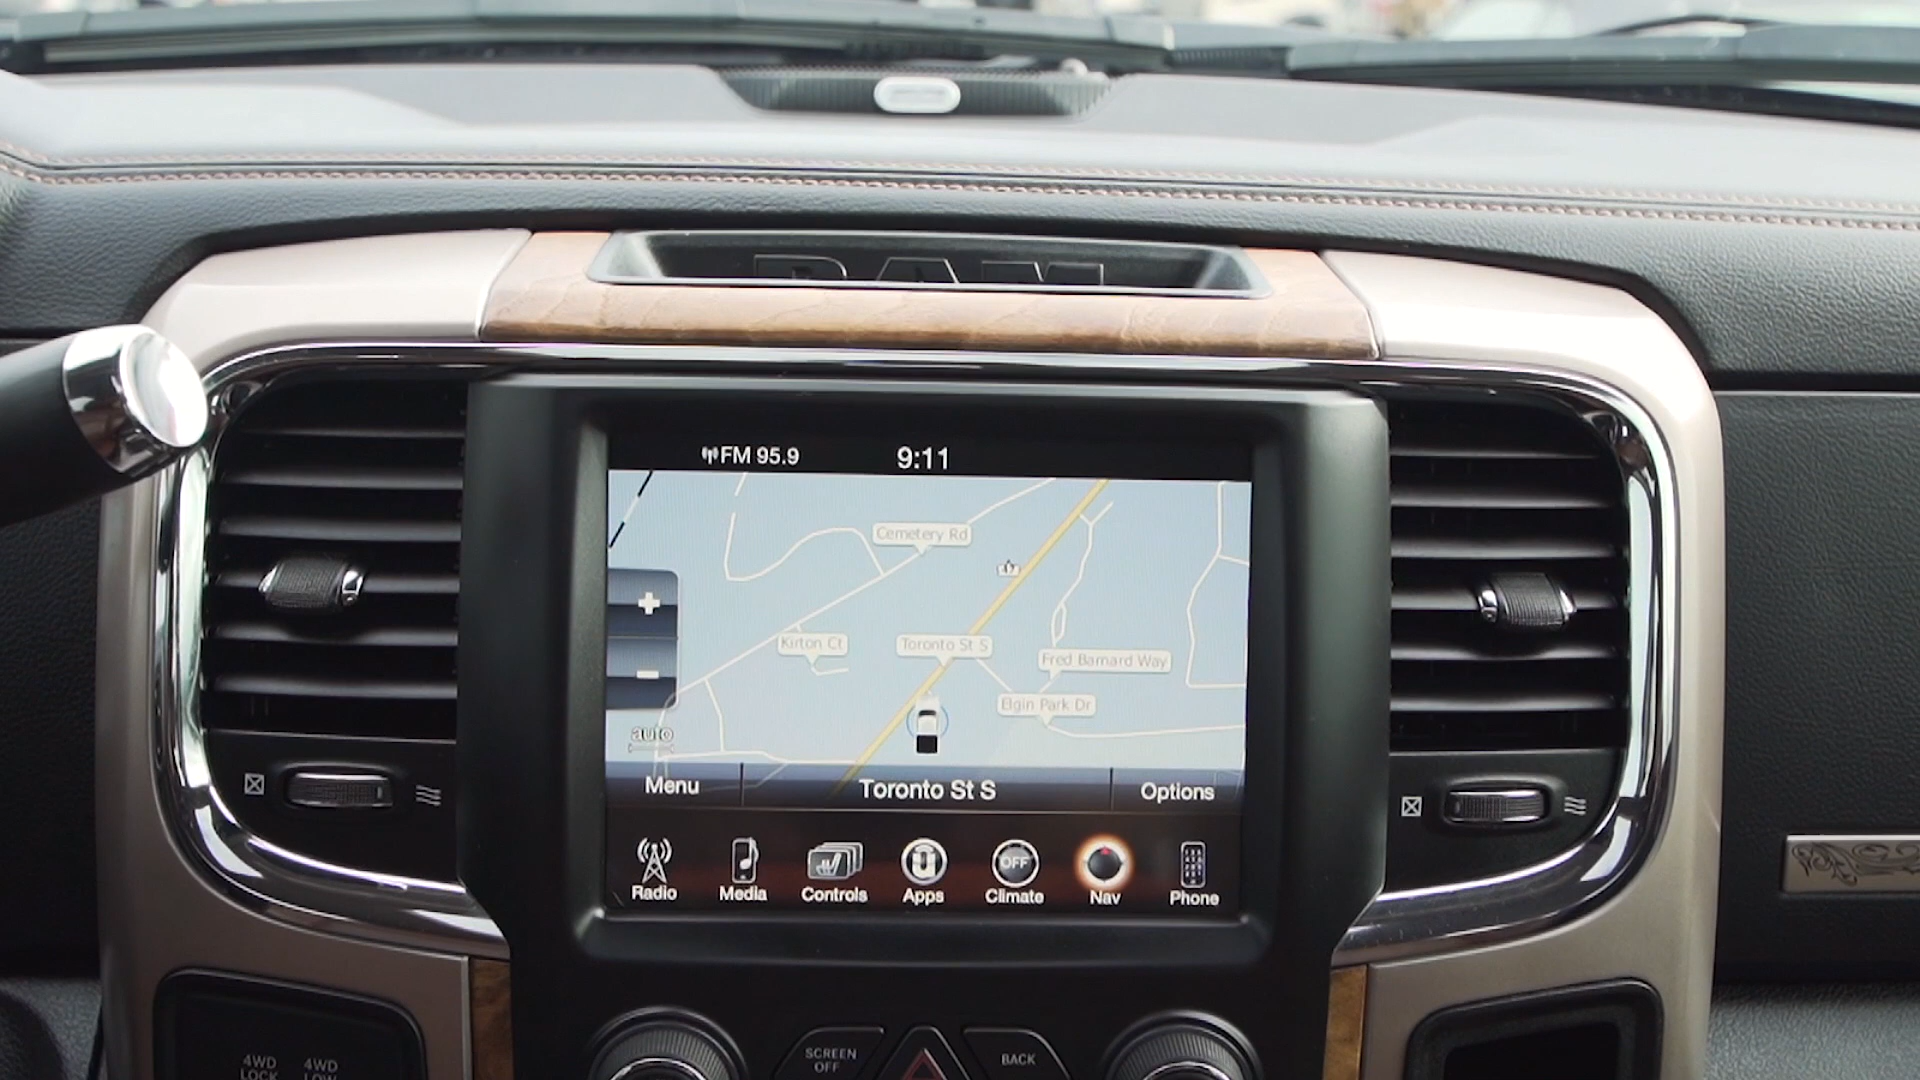 RAM
FM 95.9
9:11
Cemetery Rd
Kirton Ct
Toronto St S
Fred Barnard Way
Elgin Park Dr
auto
Menu
Toronto St S
Options
OFF
Radio
Media
Controls
Apps
Climate
Nav
Phone
SCREEN
OFF
BACK
4WD
LOCK
4WD
LOW